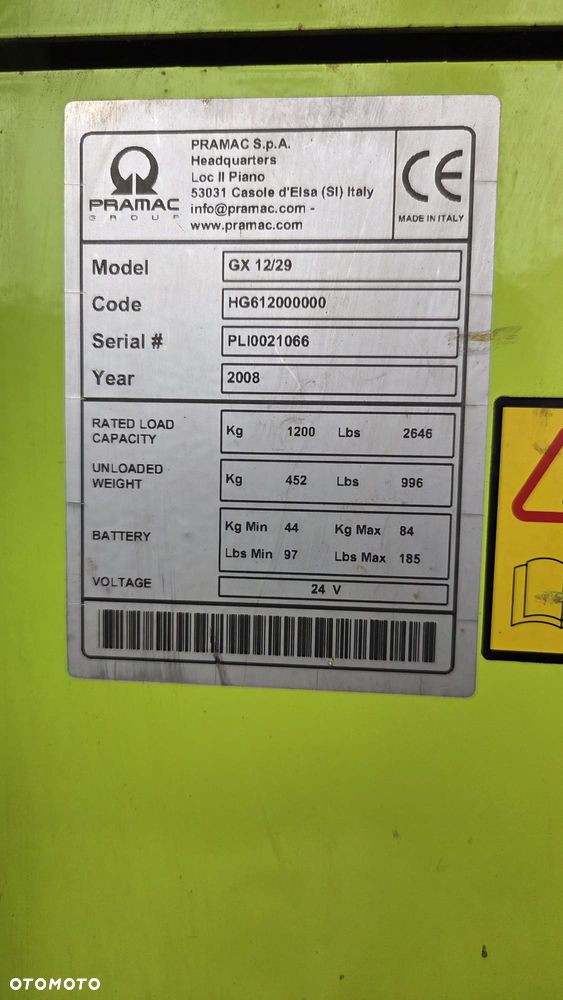 PRAMAC
GROUP
PRAMAC S.p.A.
Headquarters
Loc Il Piano
53031 Casole d'Elsa (SI) Italy
info@pramac.com -
www.pramac.com
CE
MADE IN ITALY
Model GX 12/29
Code HG612000000
Serial # PLI0021066
Year 2008
RATED LOAD CAPACITY Kg 1200 Lbs 2646
UNLOADED WEIGHT Kg 452 Lbs 996
BATTERY Kg Min 44 Kg Max 84
Lbs Min 97 Lbs Max 185
VOLTAGE 24 V
OTOMOTO